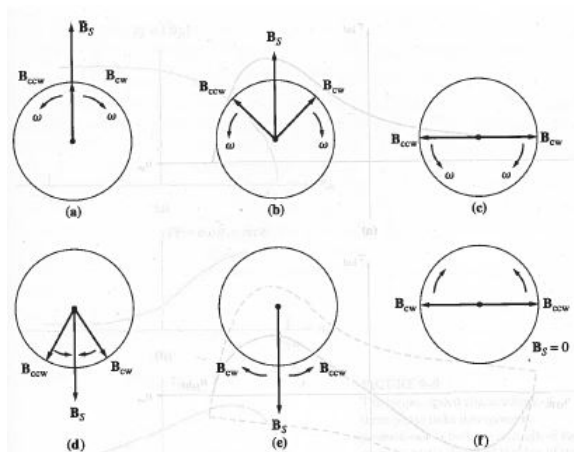 B_S
B_ccw B_cw
ω ω
(a)
B_S
B_ccw B_cw
ω ω
(b)
B_ccw B_cw
ω ω
(c)
B_ccw B_cw
B_S
(d)
B_cw B_ccw
B_S
(e)
B_cw B_ccw
B_S = 0
(f)